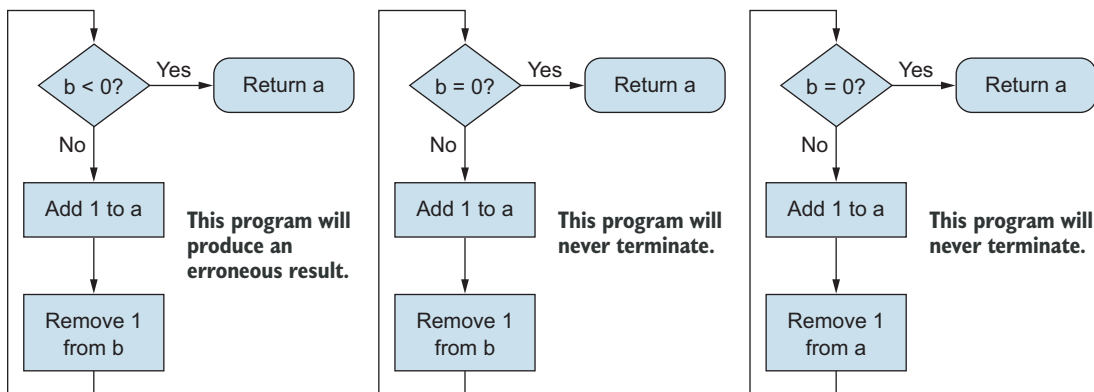 b < 0?
Yes
Return a
No
Add 1 to a
This program will
produce an
erroneous result.
Remove 1
from b
b = 0?
Yes
Return a
No
Add 1 to a
This program will
never terminate.
Remove 1
from b
b = 0?
Yes
Return a
No
Add 1 to a
This program will
never terminate.
Remove 1
from a